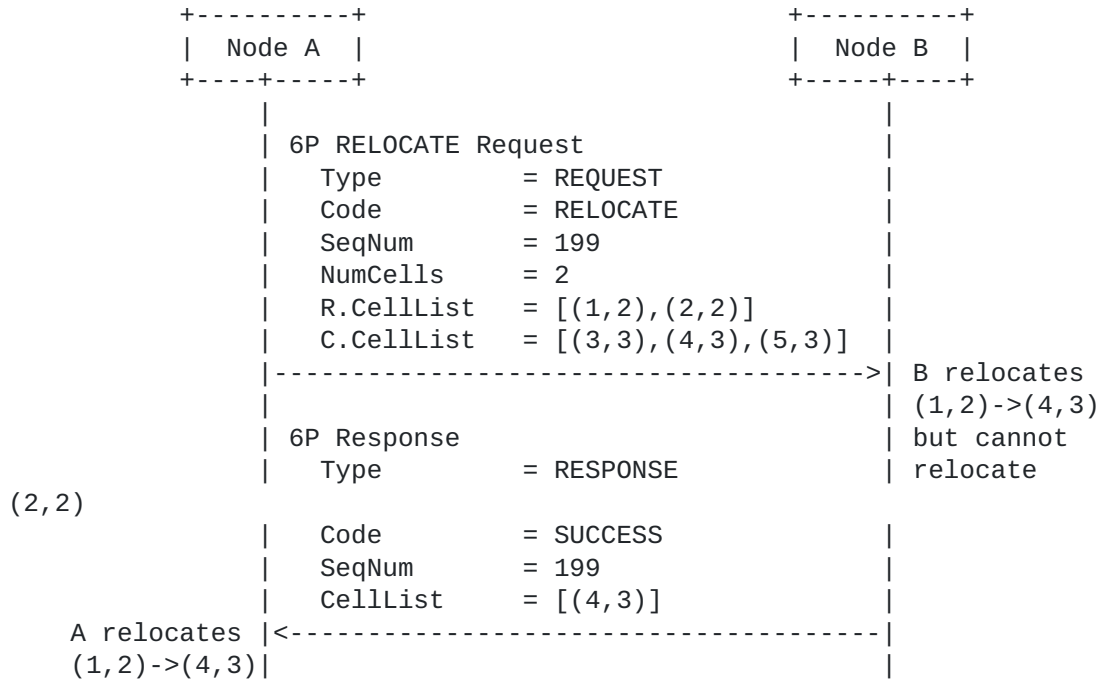 +----------+                           +----------+
           |  Node A  |                           |  Node B  |
           +----+-----+                           +-----+----+
                |                                       |
                | 6P RELOCATE Request                   |
                |   Type         = REQUEST              |
                |   Code         = RELOCATE             |
                |   SeqNum       = 199                  |
                |   NumCells     = 2                    |
                |   R.CellList   = [(1,2),(2,2)]        |
                |   C.CellList   = [(3,3),(4,3),(5,3)]  |
                |-------------------------------------->| B relocates
                |                                       | (1,2)->(4,3)
                | 6P Response                           | but cannot
                |   Type         = RESPONSE             | relocate
(2,2)
                |   Code         = SUCCESS              |
                |   SeqNum       = 199                  |
                |   CellList     = [(4,3)]              |
    A relocates |<--------------------------------------|
    (1,2)->(4,3)|                                       |